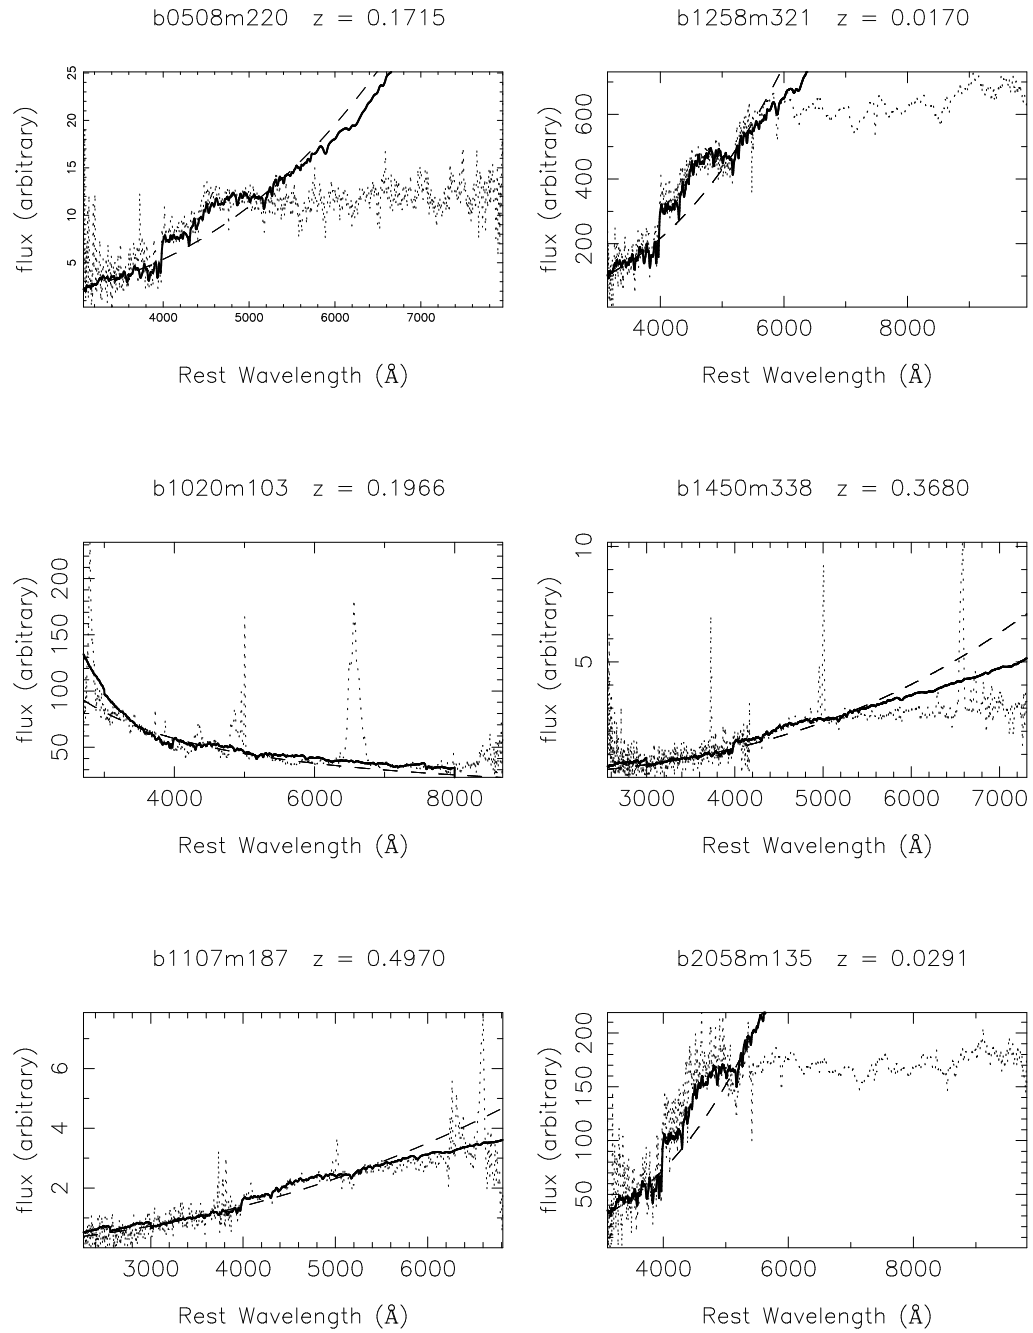 b0508m220 z = 0.1715
flux (arbitrary)
25
20
15
10
5
4000 5000 6000 7000
Rest Wavelength (Å)
b1258m321 z = 0.0170
flux (arbitrary)
600
400
200
4000 6000 8000
Rest Wavelength (Å)
b1020m103 z = 0.1966
flux (arbitrary)
200
150
100
50
4000 6000 8000
Rest Wavelength (Å)
b1450m338 z = 0.3680
flux (arbitrary)
10
5
3000 4000 5000 6000 7000
Rest Wavelength (Å)
b1107m187 z = 0.4970
flux (arbitrary)
6
4
2
3000 4000 5000 6000
Rest Wavelength (Å)
b2058m135 z = 0.0291
flux (arbitrary)
200
150
100
50
4000 6000 8000
Rest Wavelength (Å)